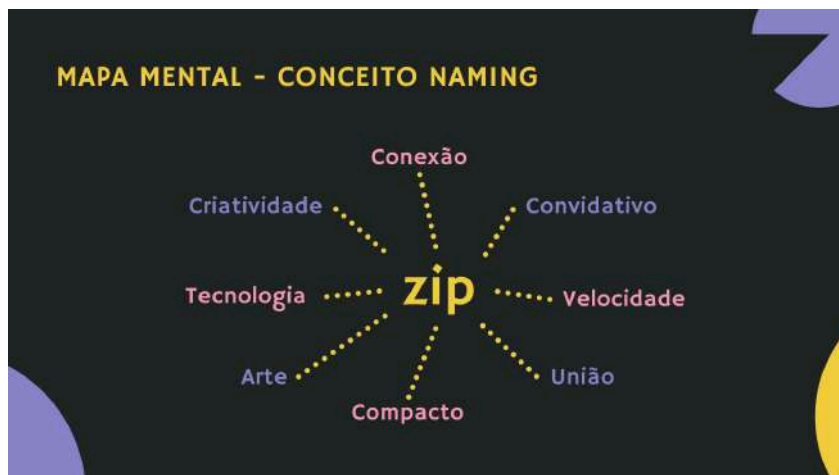 MAPA MENTAL - CONCEITO NAMING
Conexão
Criatividade
Convidativo
zip
Tecnologia
Velocidade
Arte
União
Compacto